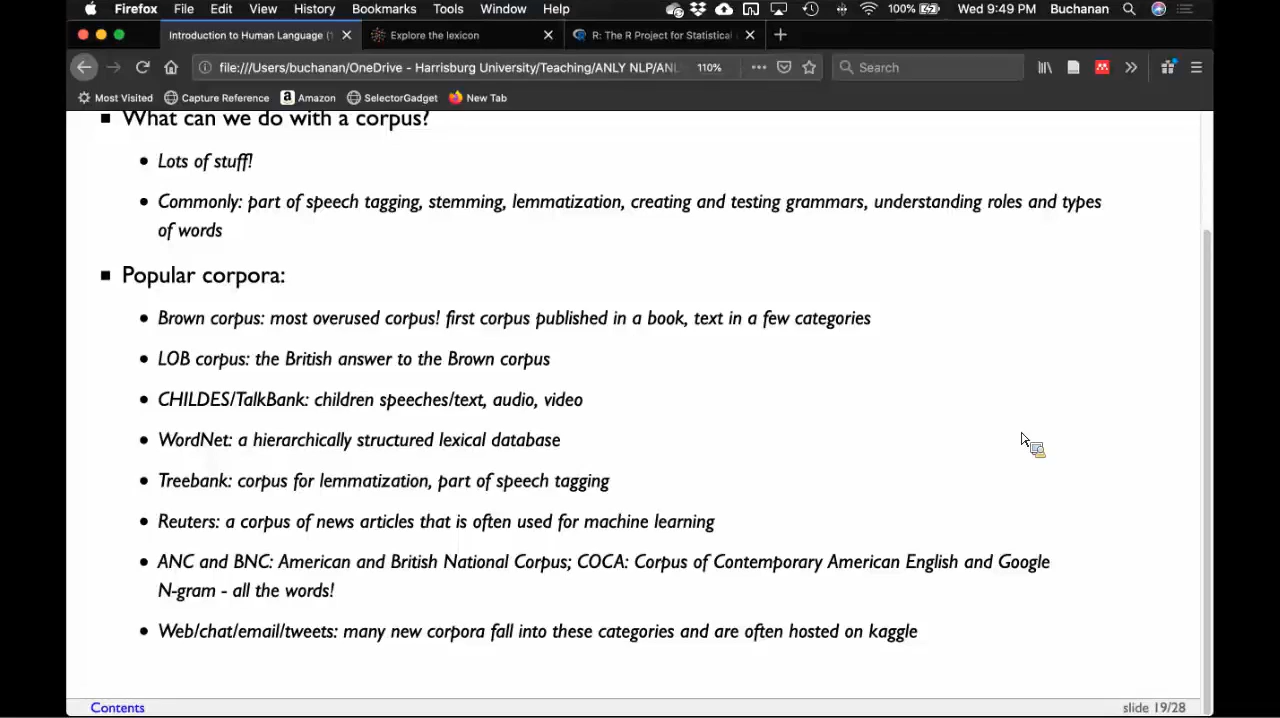 Firefox File Edit View History Bookmarks Tools Window Help 100% Wed 9:49 PM Buchanan
Introduction to Human Language (
Explore the lexicon
R: The R Project for Statistical
file:///Users/buchanan/OneDrive - Harrisburg University/Teaching/ANLY NLP/ANL 110% Search
Most Visited Capture Reference Amazon SelectorGadget New Tab
What can we do with a corpus?
Lots of stuff!
Commonly: part of speech tagging, stemming, lemmatization, creating and testing grammars, understanding roles and types
of words
Popular corpora:
Brown corpus: most overused corpus! first corpus published in a book, text in a few categories
LOB corpus: the British answer to the Brown corpus
CHILDES/TalkBank: children speeches/text, audio, video
WordNet: a hierarchically structured lexical database
Treebank: corpus for lemmatization, part of speech tagging
Reuters: a corpus of news articles that is often used for machine learning
ANC and BNC: American and British National Corpus; COCA: Corpus of Contemporary American English and Google
N-gram - all the words!
Web/chat/email/tweets: many new corpora fall into these categories and are often hosted on kaggle
Contents slide 19/28